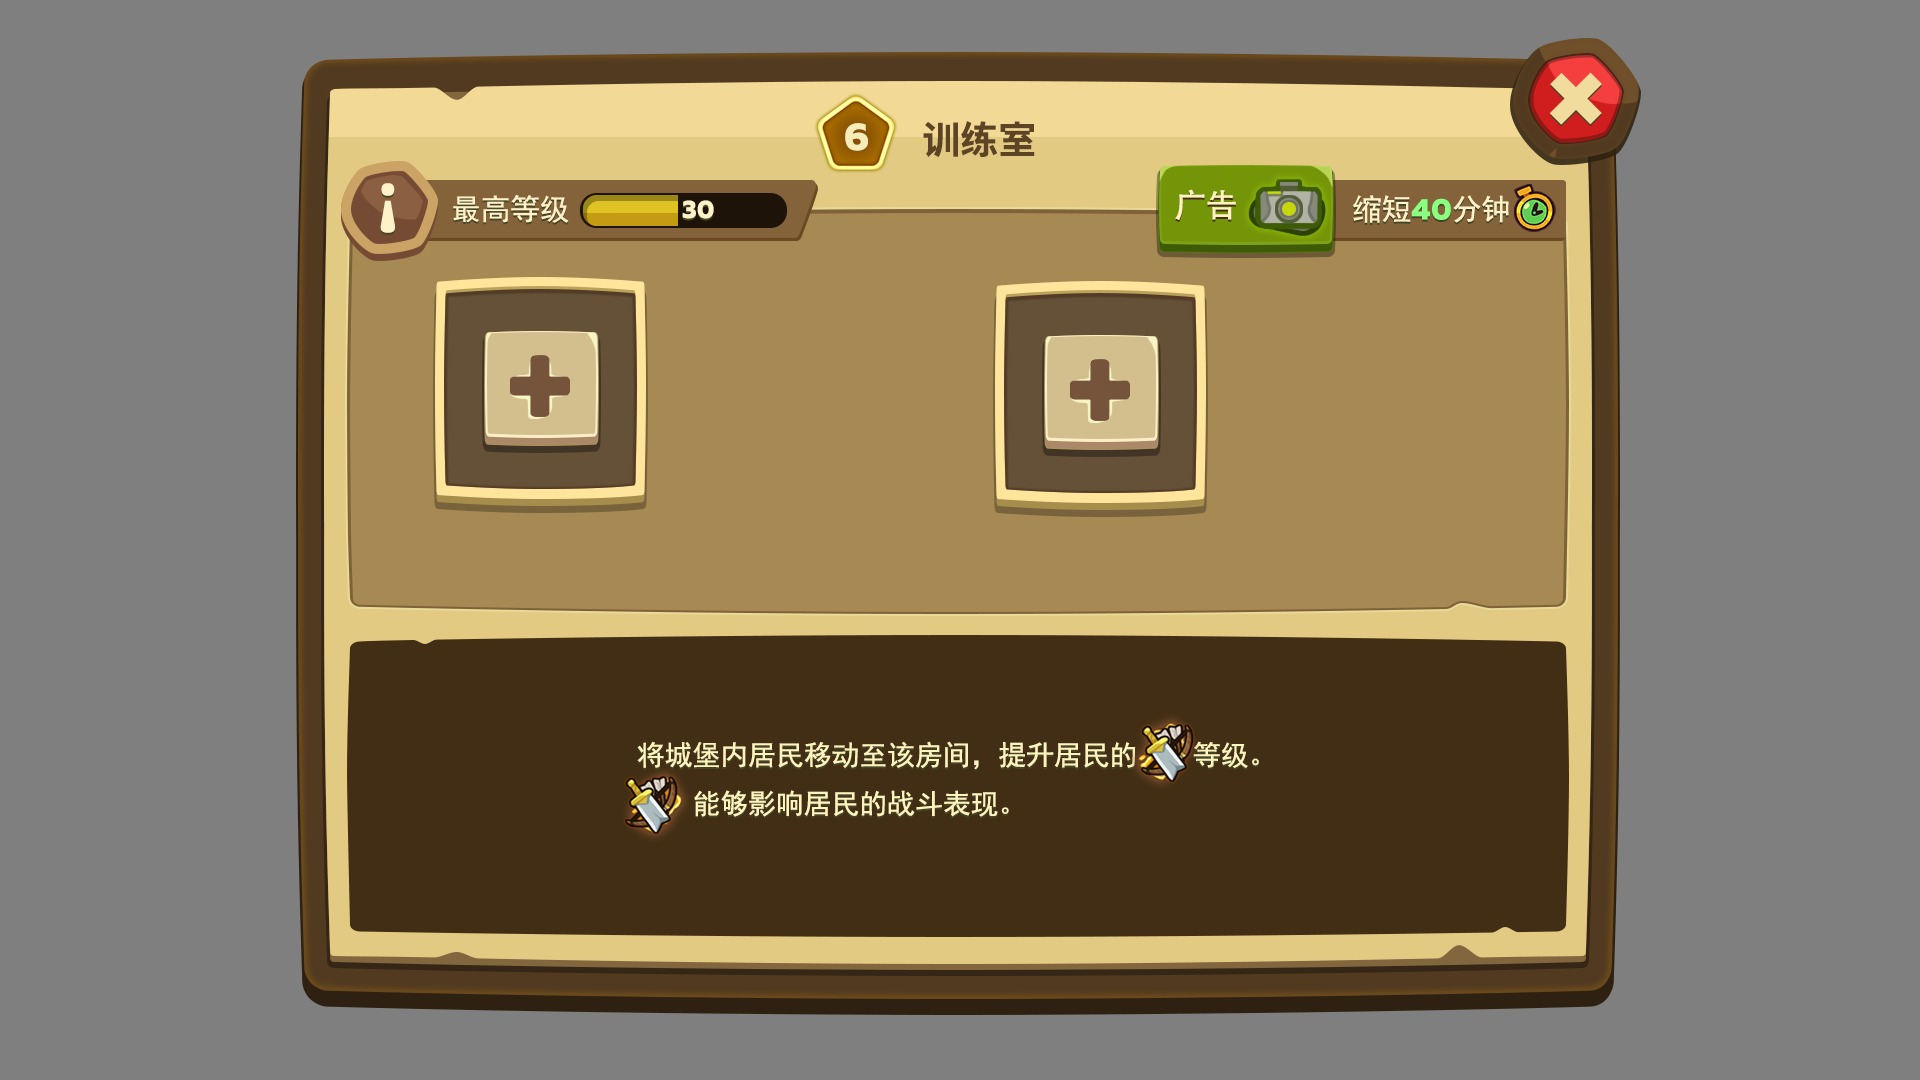 6 训练室
最高等级 30
广告 缩短40分钟
将城堡内居民移动至该房间，提升居民的等级。
能够影响居民的战斗表现。